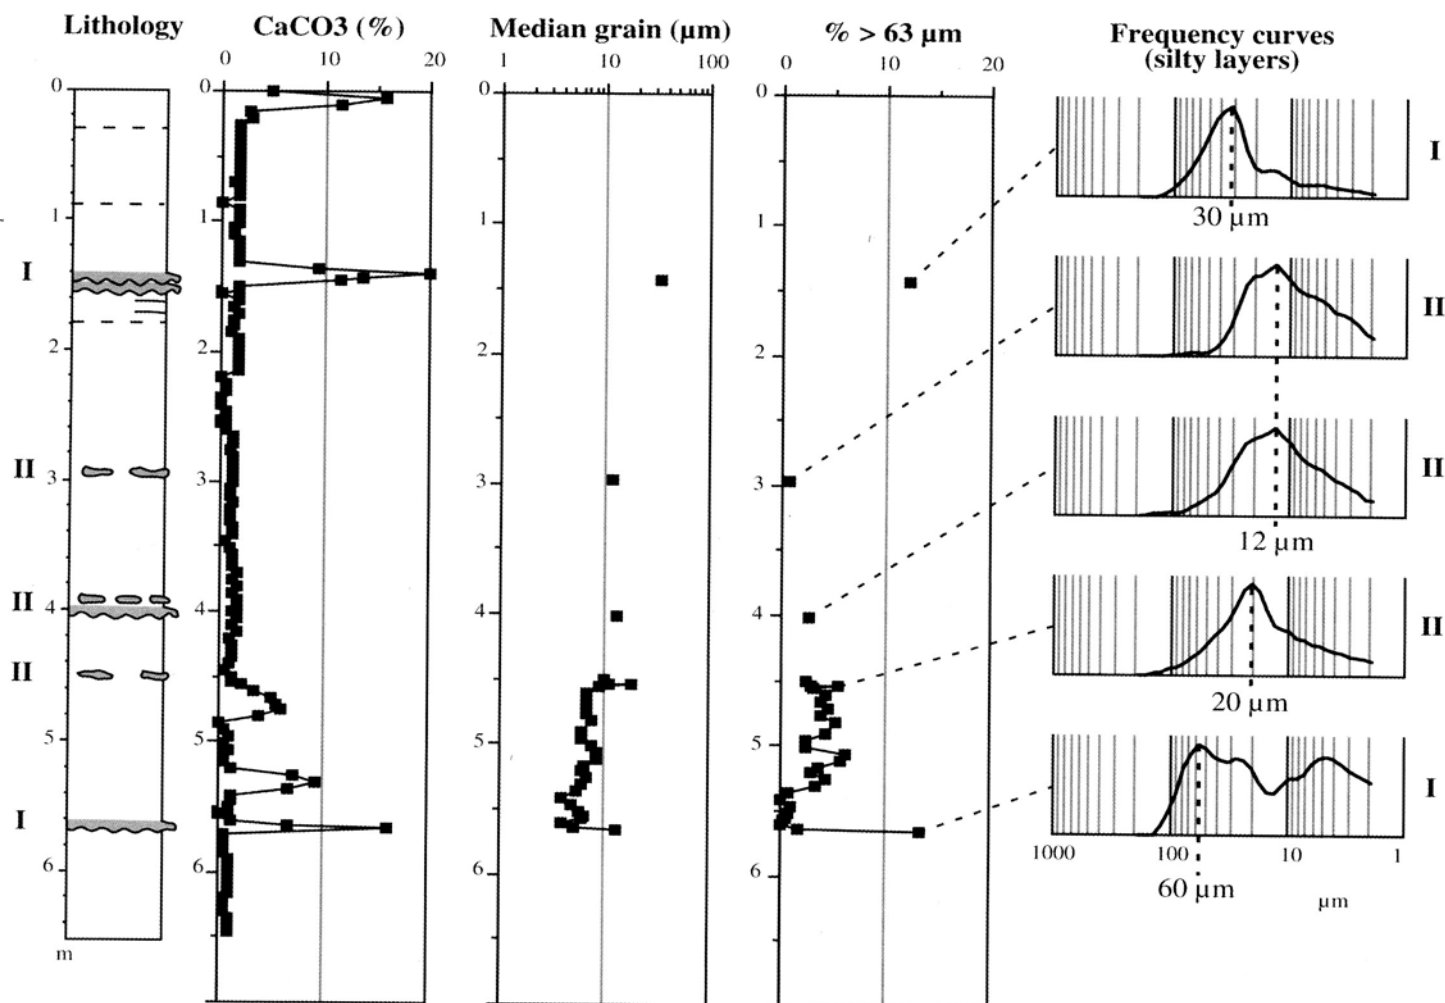 Lithology
CaCO3 (%)
Median grain (µm)
% > 63 µm
Frequency curves
(silty layers)
0 10 20
1 10 100
0 10 20
0
1
2
3
4
5
6
m
I
II
II
II
I
0
1
2
3
4
5
6
0
1
2
3
4
5
6
0
1
2
3
4
5
6
I
30 µm
II
II
12 µm
II
20 µm
I
1000 100 10 1
60 µm
µm